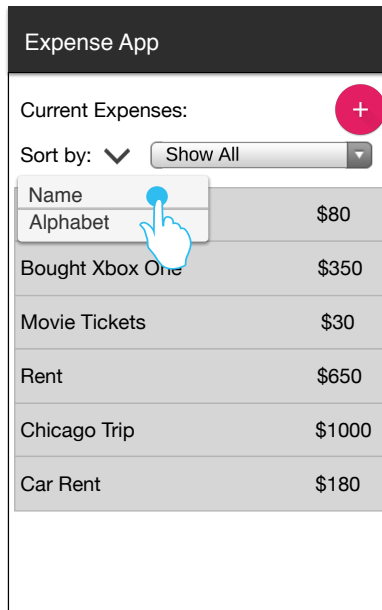 Expense App
Current Expenses:
+
Sort by: Show All
Name
Alphabet
$80
Bought Xbox One $350
Movie Tickets $30
Rent $650
Chicago Trip $1000
Car Rent $180